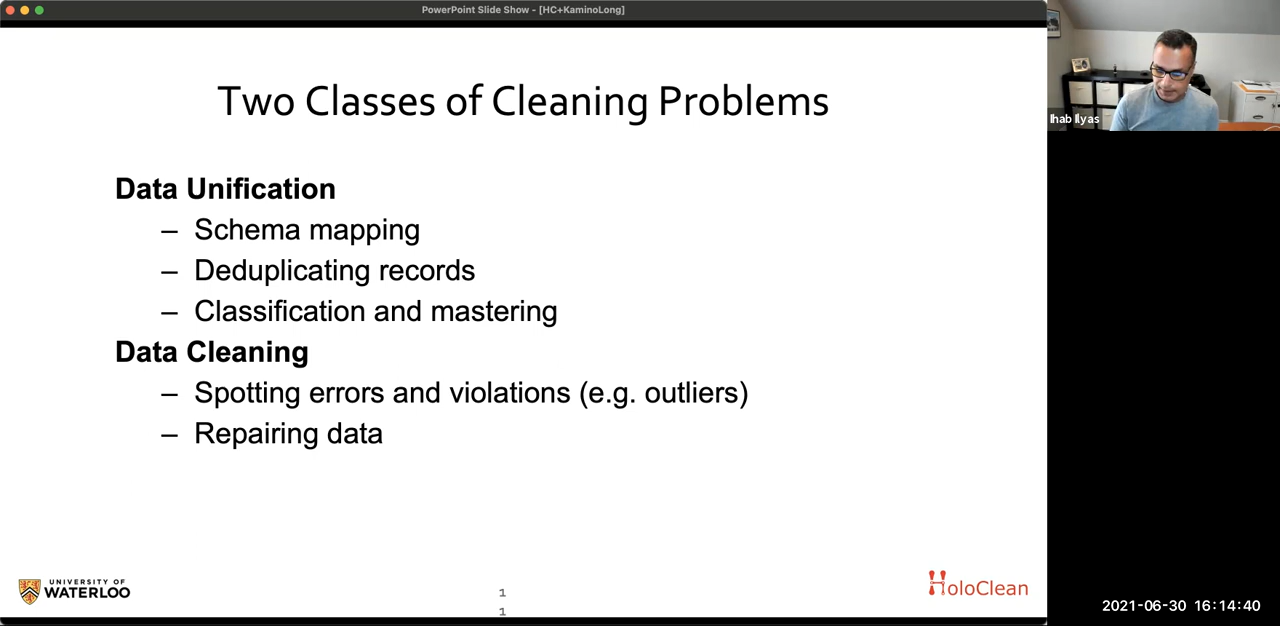 PowerPoint Slide Show - [HC+KaminoLong]
Two Classes of Cleaning Problems
Data Unification
– Schema mapping
– Deduplicating records
– Classification and mastering
Data Cleaning
– Spotting errors and violations (e.g. outliers)
– Repairing data
UNIVERSITY OF
WATERLOO
1
1
HoloClean
Ihab Ilyas
2021-06-30 16:14:40